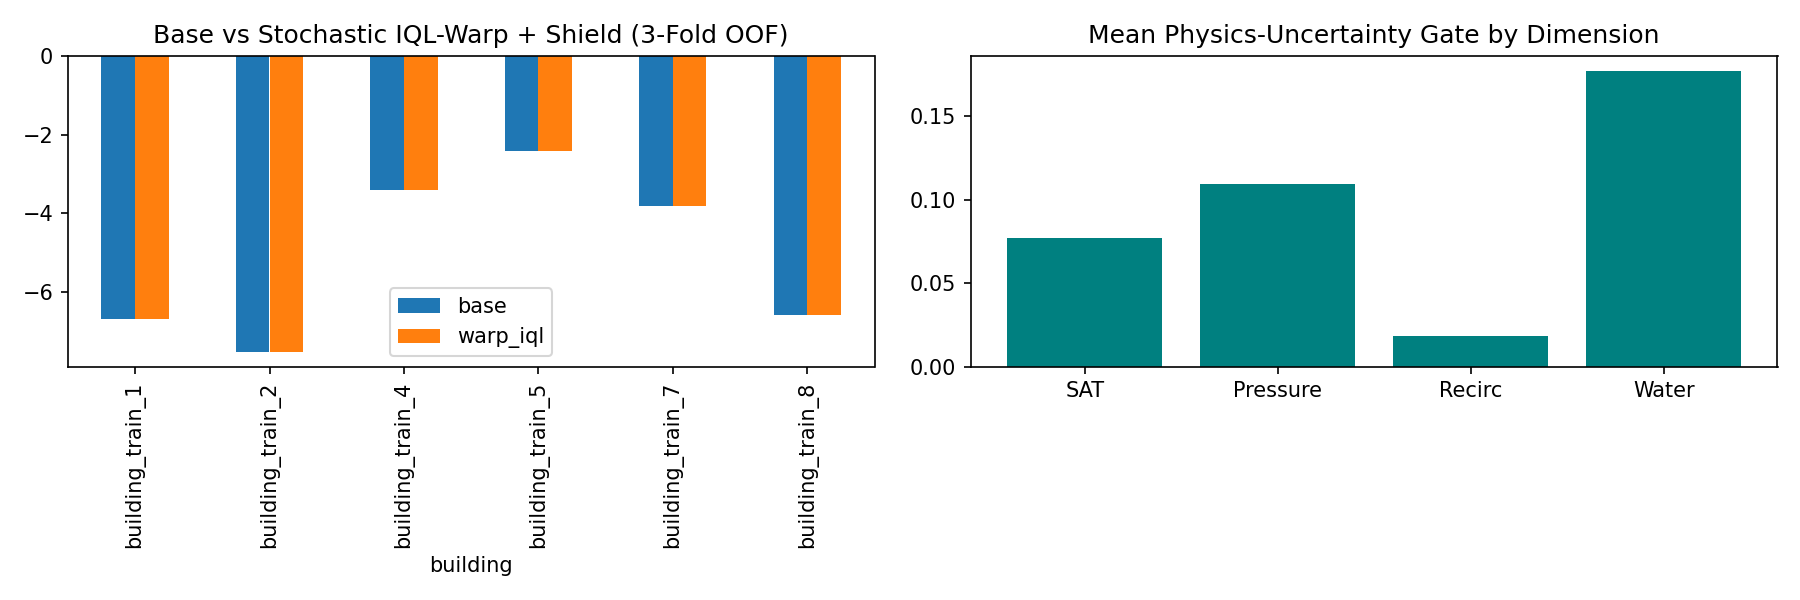 Base vs Stochastic IQL-Warp + Shield (3-Fold OOF)
0
−2
−4
−6
base
warp_iql
building_train_1
building_train_2
building_train_4
building_train_5
building_train_7
building_train_8
building
Mean Physics-Uncertainty Gate by Dimension
0.15
0.10
0.05
0.00
SAT
Pressure
Recirc
Water